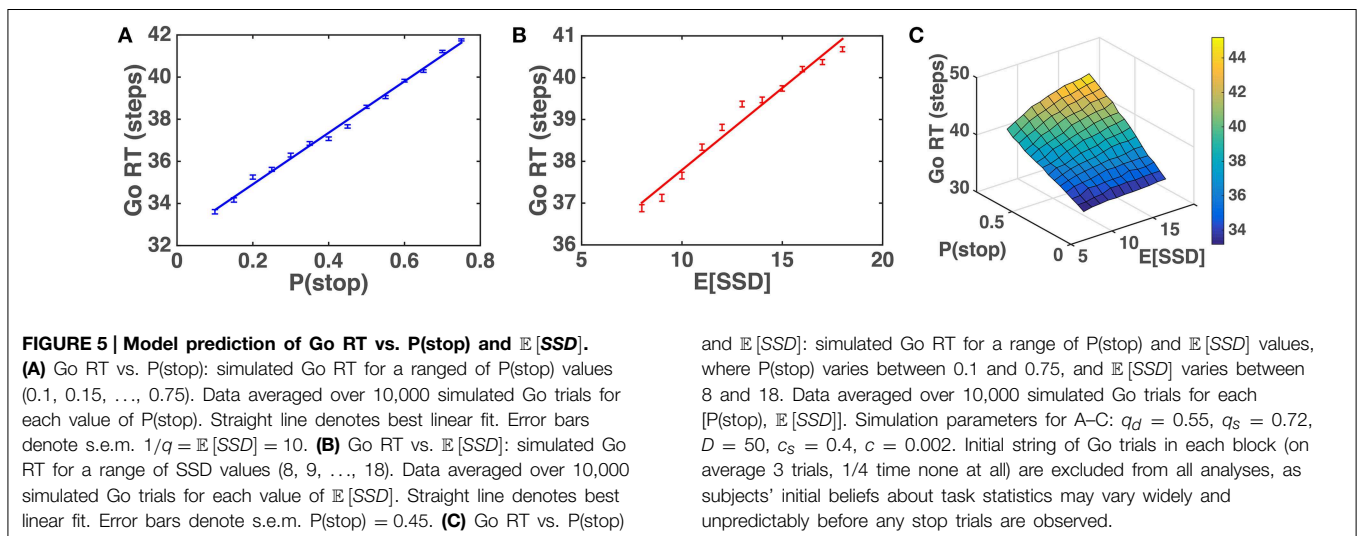 A
Go RT (steps)
42
40
38
36
34
32
0
0.2
0.4
0.6
0.8
P(stop)
B
Go RT (steps)
41
40
39
38
37
36
5
10
15
20
E[SSD]
C
Go RT (steps)
50
40
30
0.5
0
P(stop)
5
10
15
E[SSD]
44
42
40
38
36
34
FIGURE 5 | Model prediction of Go RT vs. P(stop) and 𝔼 [SSD].
(A) Go RT vs. P(stop): simulated Go RT for a ranged of P(stop) values
(0.1, 0.15, …, 0.75). Data averaged over 10,000 simulated Go trials for
each value of P(stop). Straight line denotes best linear fit. Error bars
denote s.e.m. 1/q = 𝔼 [SSD] = 10. (B) Go RT vs. 𝔼 [SSD]: simulated Go
RT for a range of SSD values (8, 9, …, 18). Data averaged over 10,000
simulated Go trials for each value of 𝔼 [SSD]. Straight line denotes best
linear fit. Error bars denote s.e.m. P(stop) = 0.45. (C) Go RT vs. P(stop)
and 𝔼 [SSD]: simulated Go RT for a range of P(stop) and 𝔼 [SSD] values,
where P(stop) varies between 0.1 and 0.75, and 𝔼 [SSD] varies between
8 and 18. Data averaged over 10,000 simulated Go trials for each
[P(stop), 𝔼 [SSD]]. Simulation parameters for A–C: q_d = 0.55, q_s = 0.72,
D = 50, c_s = 0.4, c = 0.002. Initial string of Go trials in each block (on
average 3 trials, 1/4 time none at all) are excluded from all analyses, as
subjects' initial beliefs about task statistics may vary widely and
unpredictably before any stop trials are observed.